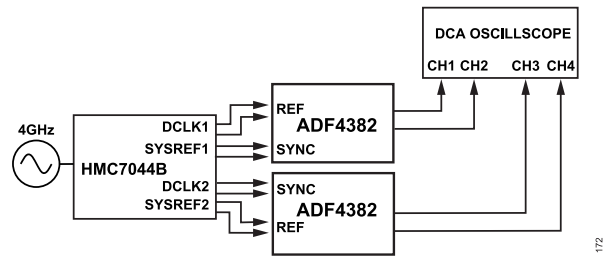 DCA OSCILLSCOPE
CH1 CH2 CH3 CH4
4GHz
HMC7044B
DCLK1
SYSREF1
DCLK2
SYSREF2
REF
ADF4382
SYNC
SYNC
ADF4382
REF
172